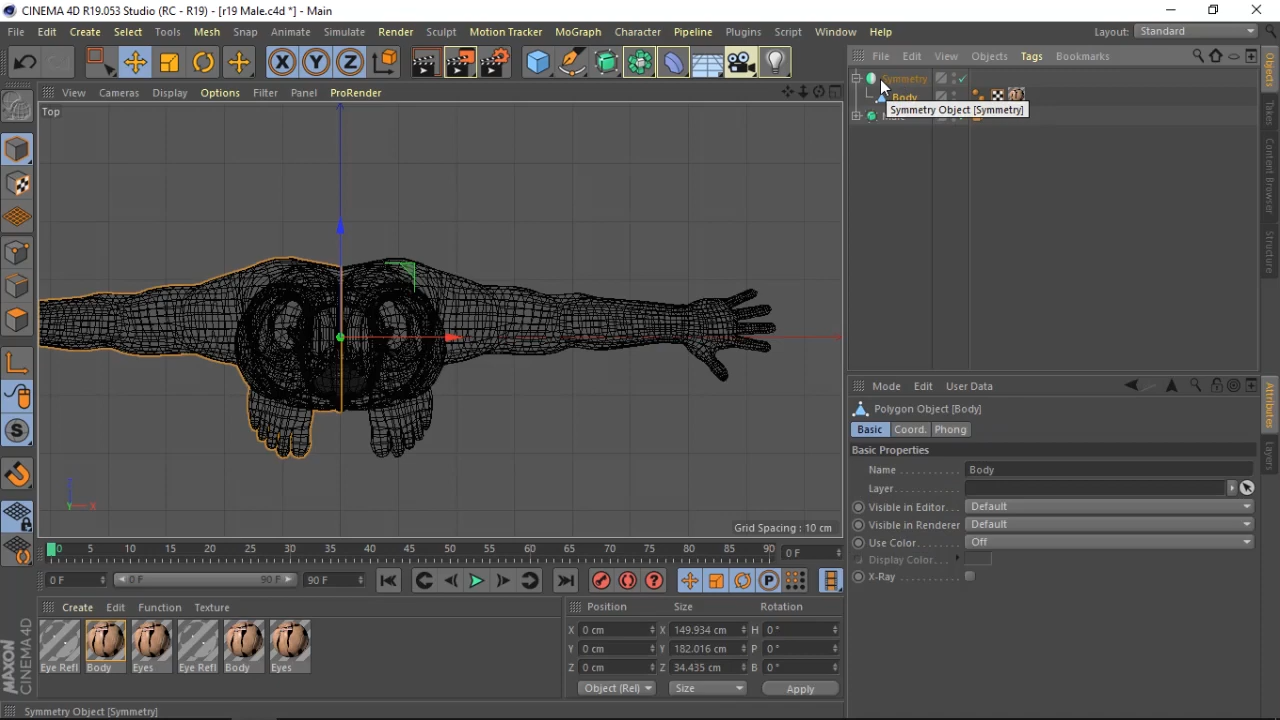 CINEMA 4D R19.053 Studio (RC - R19) - [r19 Male.c4d *] - Main
File Edit Create Select Tools Mesh Snap Animate Simulate Render Sculpt Motion Tracker MoGraph Character Pipeline Plugins Script Window Help Layout: Standard
File Edit View Objects Tags Bookmarks
View Cameras Display Options Filter Panel ProRender
Top
Symmetry
Body
Symmetry Object [Symmetry]
Objects
Takes
Content Browser
Structure
Grid Spacing : 10 cm
Y X
Mode Edit User Data
Polygon Object [Body]
Basic Coord. Phong
Basic Properties
Name Body
Layer
Visible in Editor Default
Visible in Renderer Default
Use Color Off
Display Color
X-Ray
Attributes
Layers
0 5 10 15 20 25 30 35 40 45 50 55 60 65 70 75 80 85 90 0 F
0 F 0 F 90 F 90 F
Create Edit Function Texture
Eye Refl Body Eyes Eye Refl Body Eyes
Position Size Rotation
X 0 cm X 149.934 cm H 0 °
Y 0 cm Y 182.016 cm P 0 °
Z 0 cm Z 34.435 cm B 0 °
Object (Rel) Size Apply
MAXON
CINEMA 4D
Symmetry Object [Symmetry]